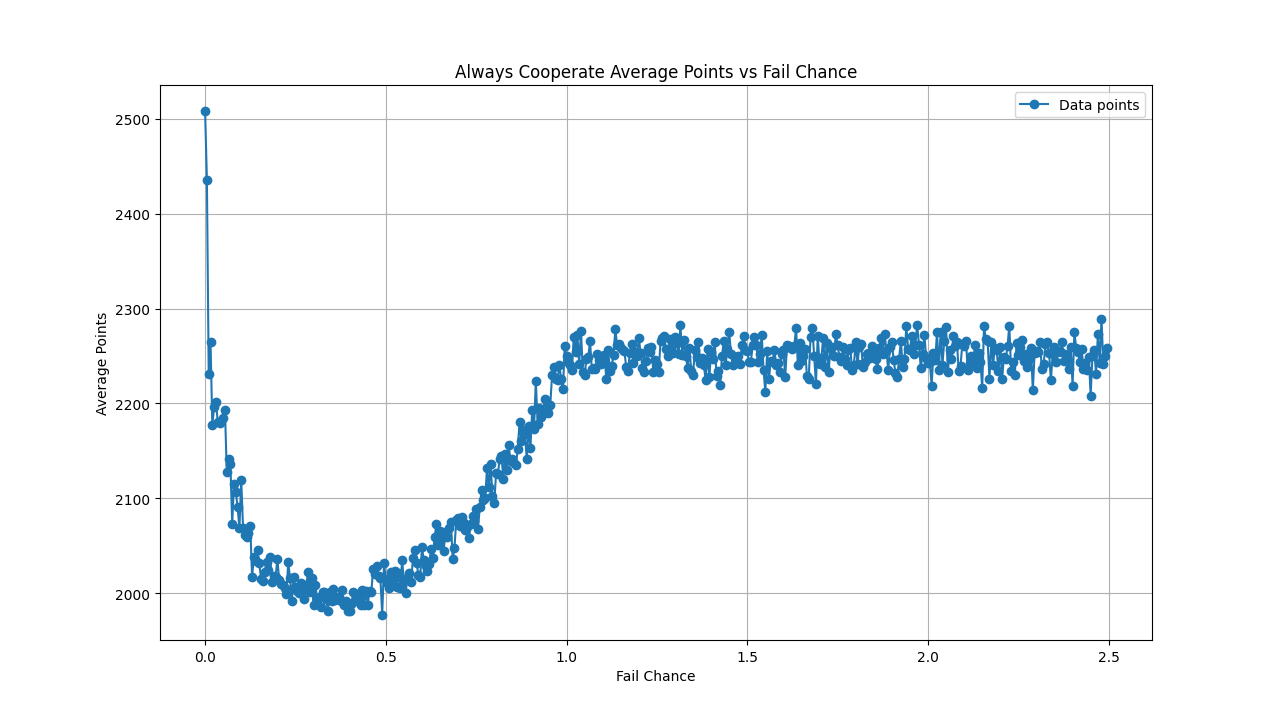 Always Cooperate Average Points vs Fail Chance
Data points
2500
2400
2300
2200
2100
2000
Average Points
0.0 0.5 1.0 1.5 2.0 2.5
Fail Chance